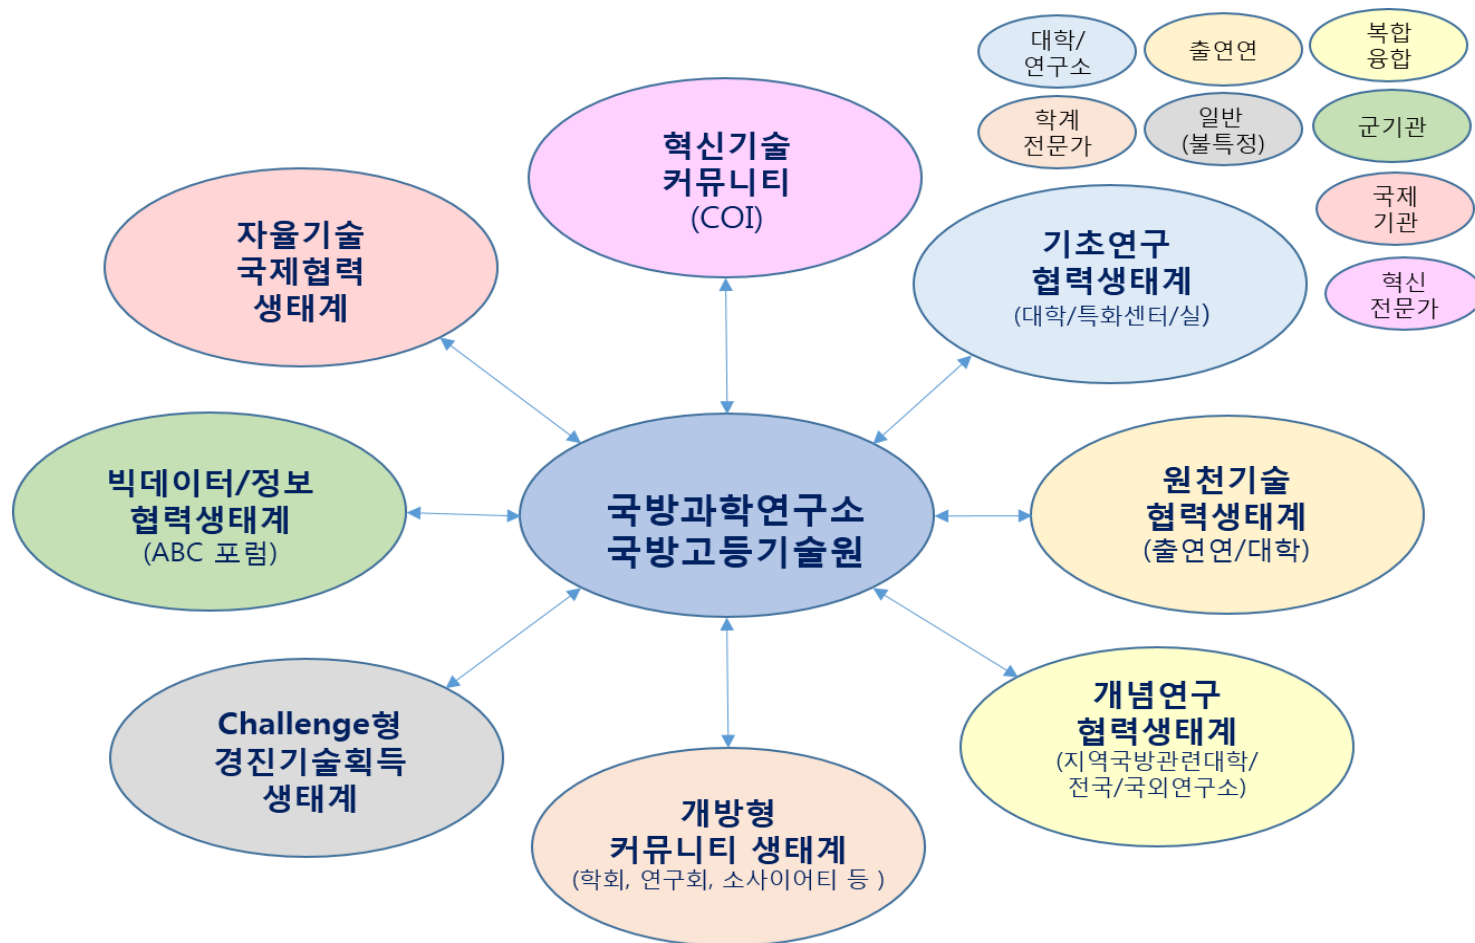 대학/
연구소
출연연
복합
융합
학계
전문가
일반
(불특정)
군기관
국제
기관
혁신
전문가
혁신기술
커뮤니티
(COI)
자율기술
국제협력
생태계
기초연구
협력생태계
(대학/특화센터/실)
빅데이터/정보
협력생태계
(ABC 포럼)
국방과학연구소
국방고등기술원
원천기술
협력생태계
(출연연/대학)
Challenge형
경진기술획득
생태계
개방형
커뮤니티 생태계
(학회, 연구회, 소사이어티 등 )
개념연구
협력생태계
(지역국방관련대학/
전국/국외연구소)